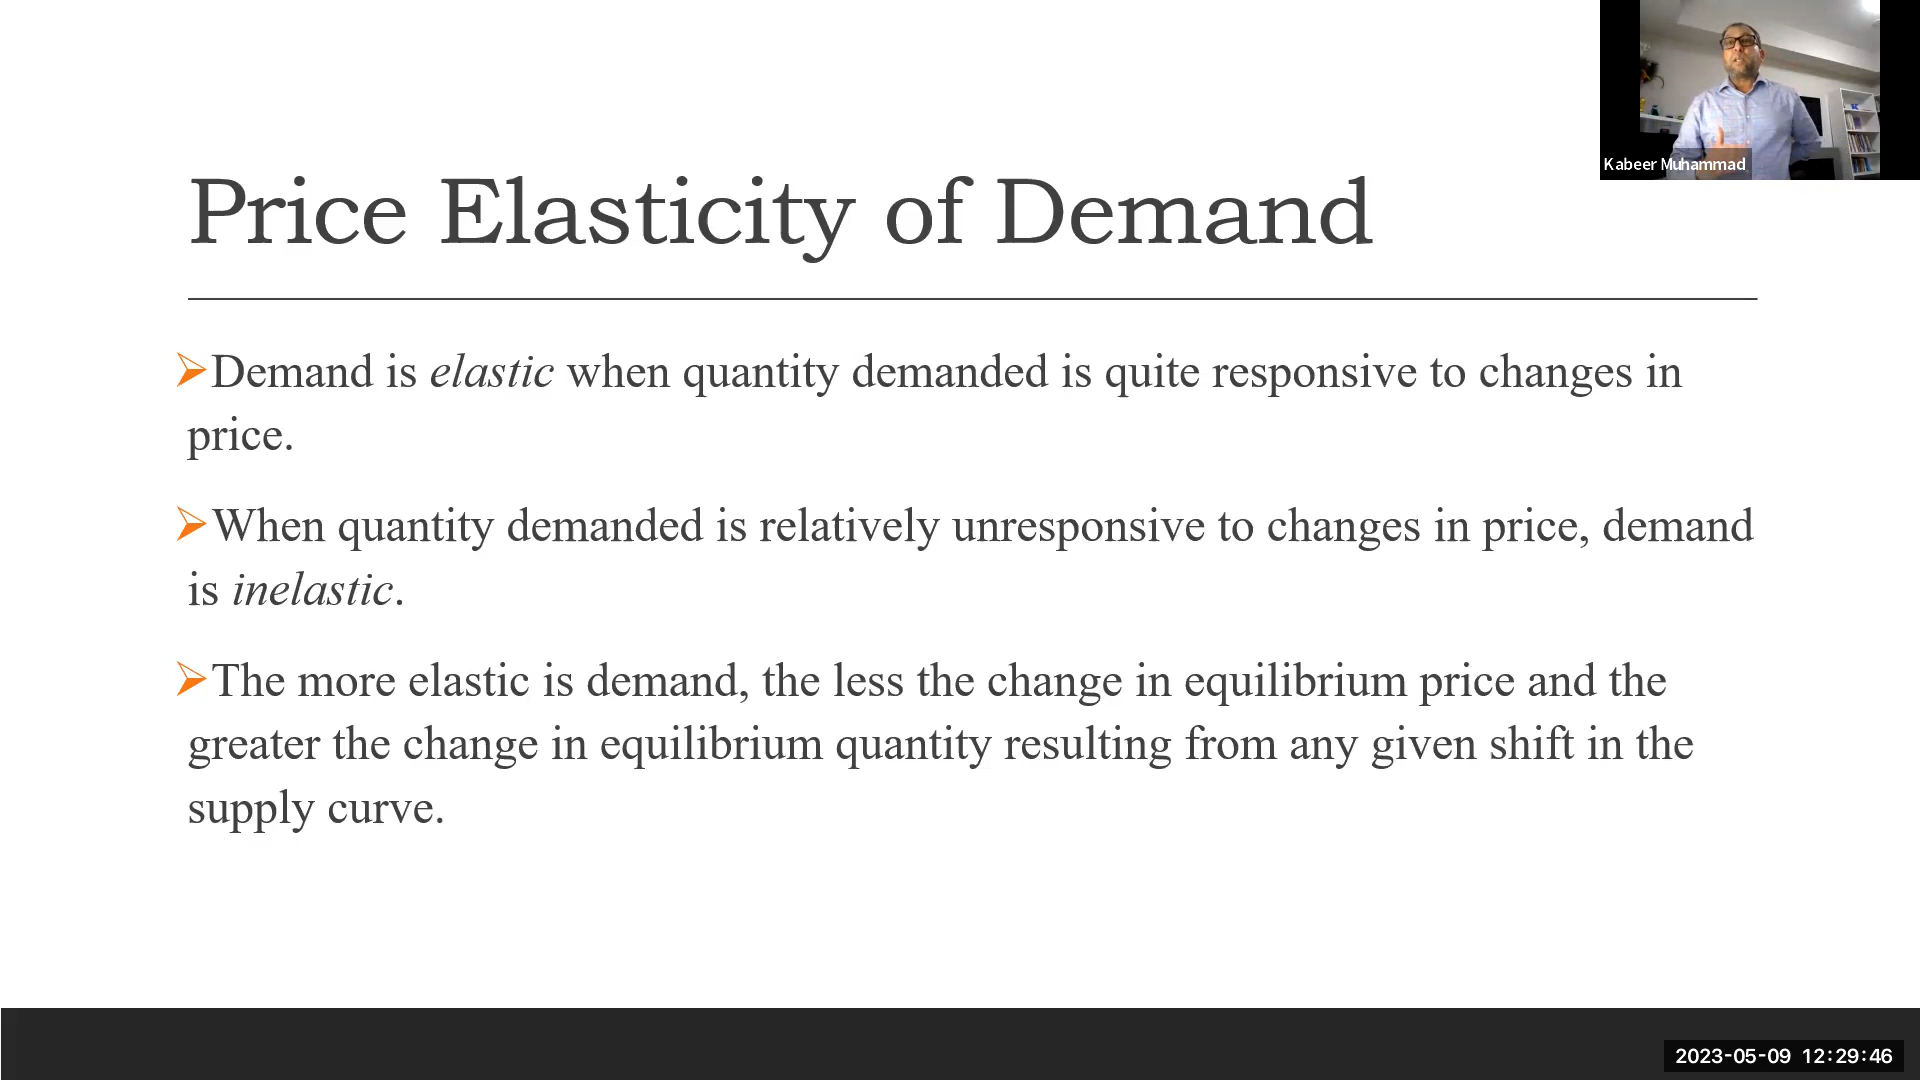 Kabeer Muhammad
Price Elasticity of Demand
➢Demand is elastic when quantity demanded is quite responsive to changes in
price.
➢When quantity demanded is relatively unresponsive to changes in price, demand
is inelastic.
➢The more elastic is demand, the less the change in equilibrium price and the
greater the change in equilibrium quantity resulting from any given shift in the
supply curve.
2023-05-09 12:29:46